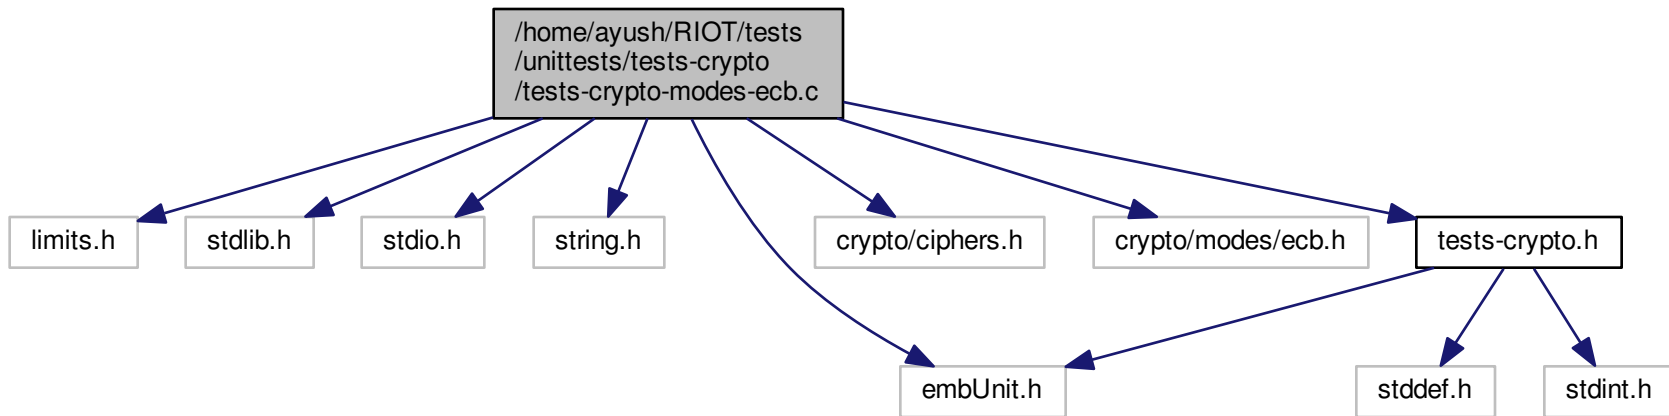 /home/ayush/RIOT/tests
/unittests/tests-crypto
/tests-crypto-modes-ecb.c
limits.h
stdlib.h
stdio.h
string.h
crypto/ciphers.h
crypto/modes/ecb.h
tests-crypto.h
embUnit.h
stddef.h
stdint.h